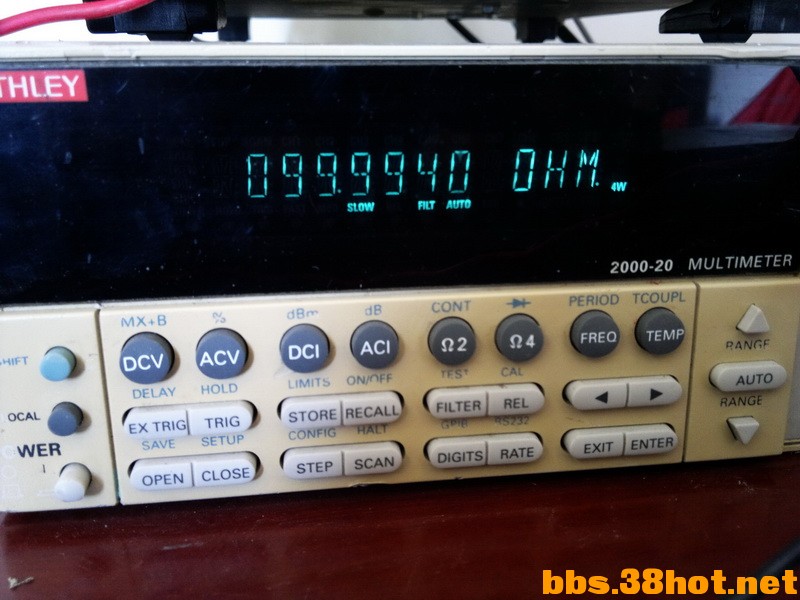 THLEY
099.9940 OHM.
4W
SLOW FILT AUTO
2000-20 MULTIMETER
MX+B dBm dB CONT PERIOD TCOUPL
DCV ACV DCI ACI Ω2 Ω4 FREQ TEMP
HIFT
DELAY HOLD LIMITS ON/OFF TEST CAL
RANGE
AUTO
RANGE
OCAL
EX TRIG TRIG STORE RECALL FILTER REL ◄ ►
SAVE SETUP CONFIG HALT GPIB RS232
OWER
OPEN CLOSE STEP SCAN DIGITS RATE EXIT ENTER
bbs.38hot.net